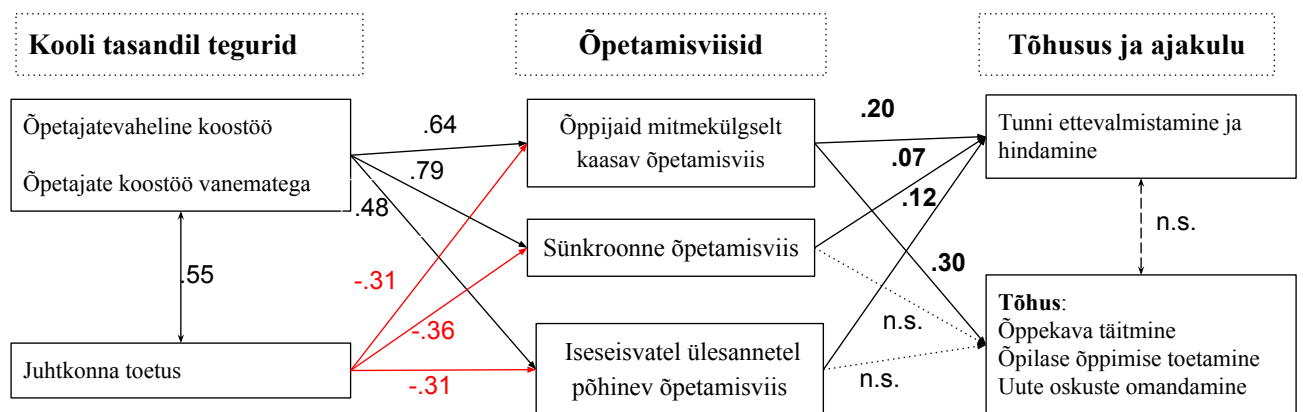 Kooli tasandil tegurid
Õpetamisviisid
Tõhusus ja ajakulu
Õpetajatevaheline koostöö
Õpetajate koostöö vanematega
Juhtkonna toetus
.55
.64
.79
.48
-.31
-.36
-.31
Õppijaid mitmekülgselt
kaasav õpetamisviis
Sünkroonne õpetamisviis
Iseseisvatel ülesannetel
põhinev õpetamisviis
.20
.07
.12
.30
n.s.
n.s.
Tunni ettevalmistamine ja
hindamine
n.s.
Tõhus:
Õppekava täitmine
Õpilase õppimise toetamine
Uute oskuste omandamine